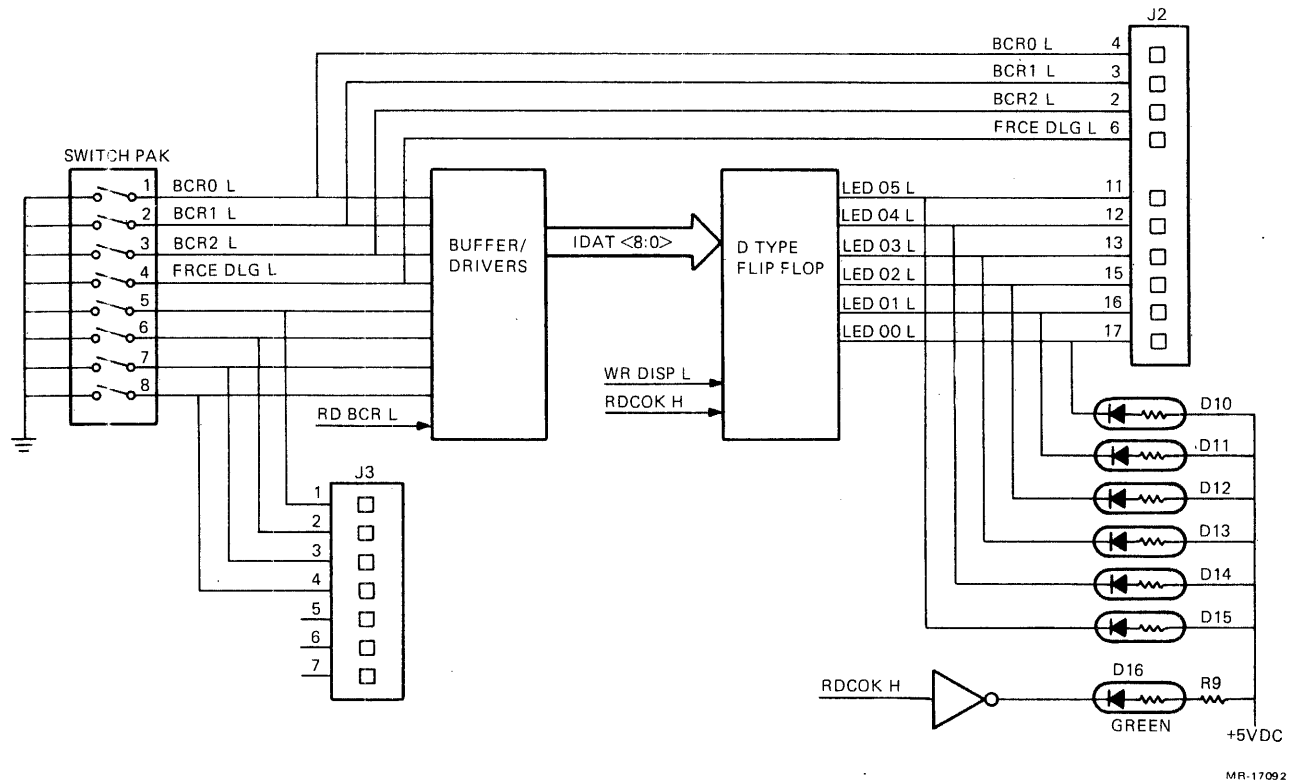 J2
BCR0 L 4
BCR1 L 3
BCR2 L 2
FRCE DLG L 6
SWITCH PAK
1 BCR0 L
2 BCR1 L
3 BCR2 L
4 FRCE DLG L
5
6
7
8
BUFFER/
DRIVERS
RD BCR L
IDAT <8:0>
D TYPE
FLIP FLOP
WR DISP L
RDCOK H
LED 05 L 11
LED 04 L 12
LED 03 L 13
LED 02 L 15
LED 01 L 16
LED 00 L 17
D10
D11
D12
D13
D14
D15
J3
1
2
3
4
5
6
7
RDCOK H
D16
GREEN
R9
+5VDC
MR-17092